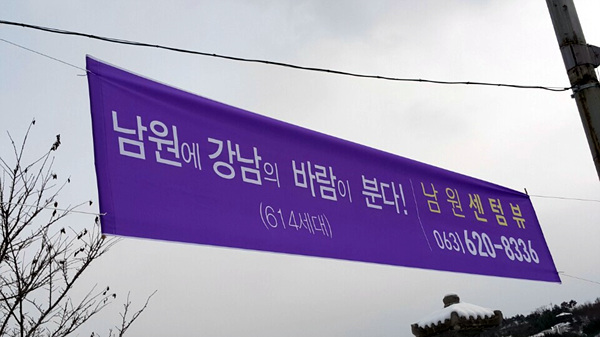 남원에 강남의 바람이 분다!
(614세대)
남원센텀뷰
063)620-8336